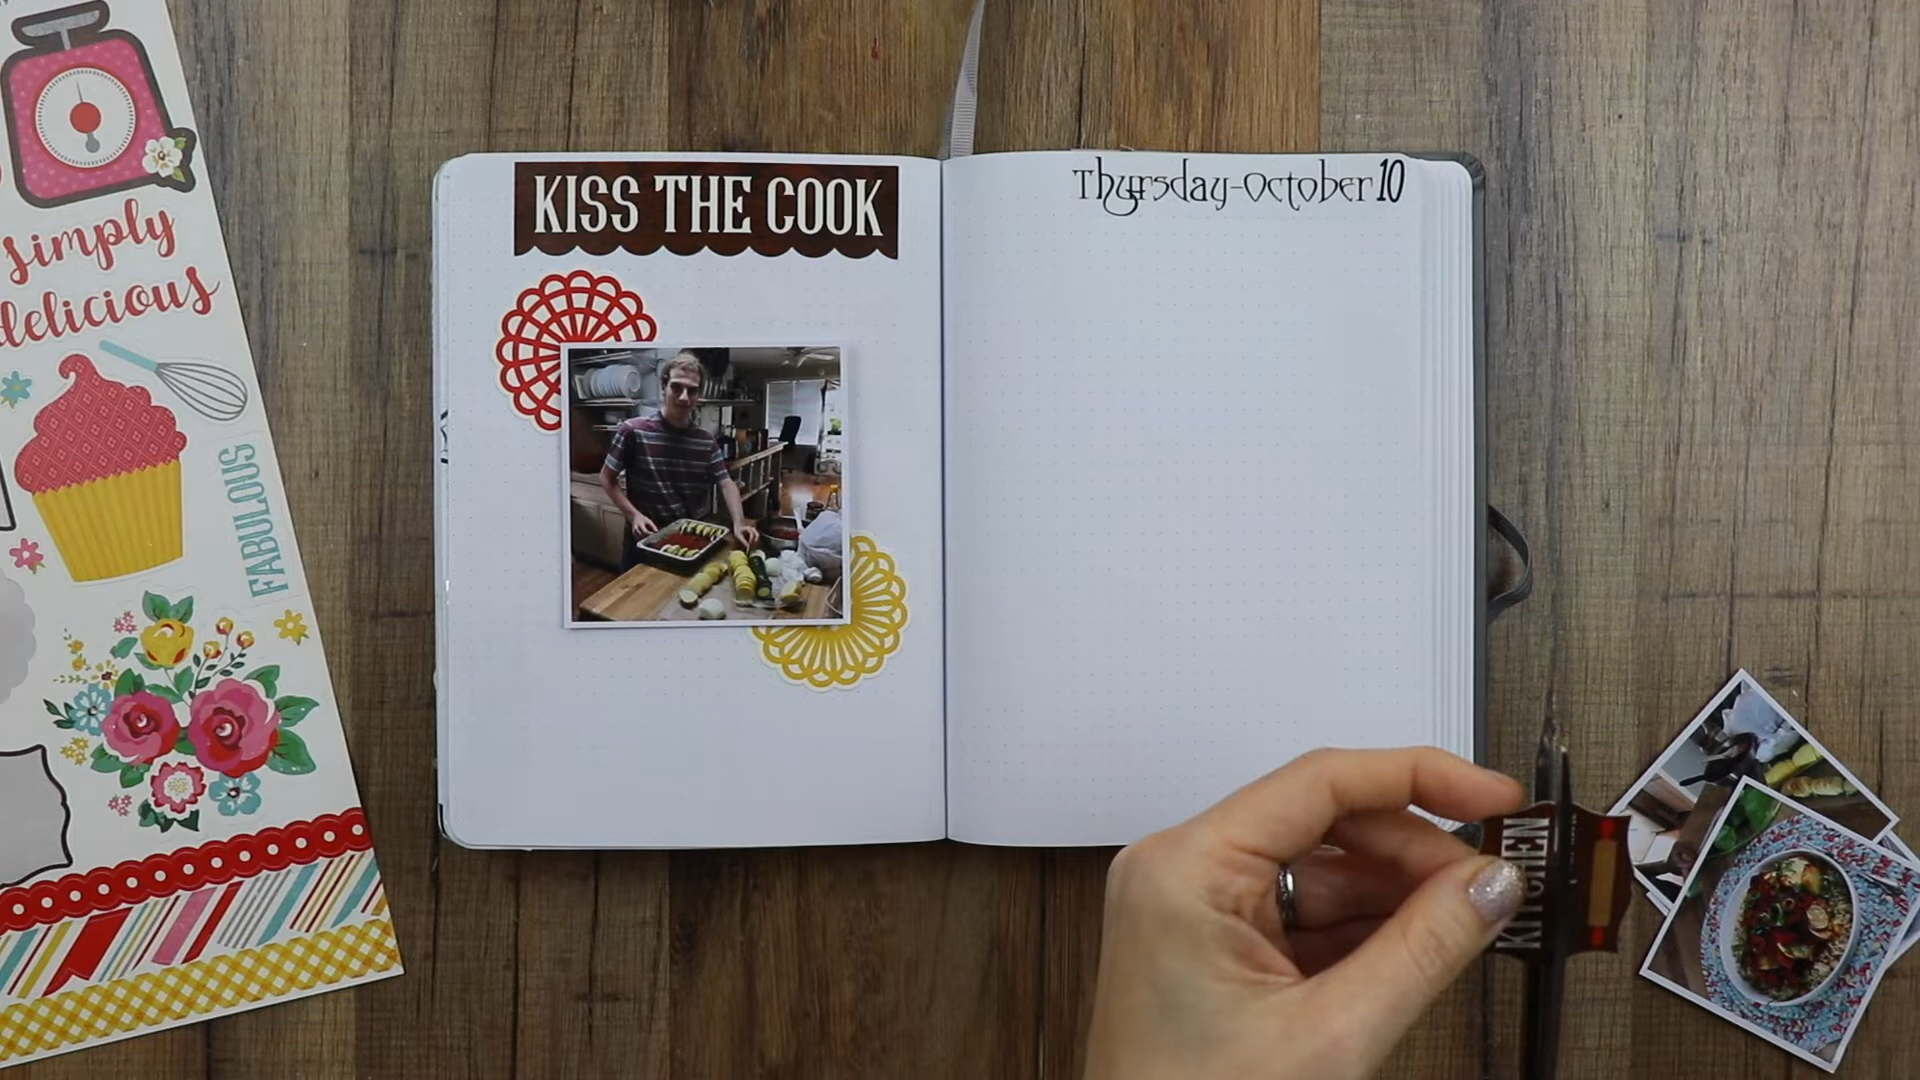 simply
delicious
FABULOUS
KISS THE COOK
Thursday-October 10
KITCHEN